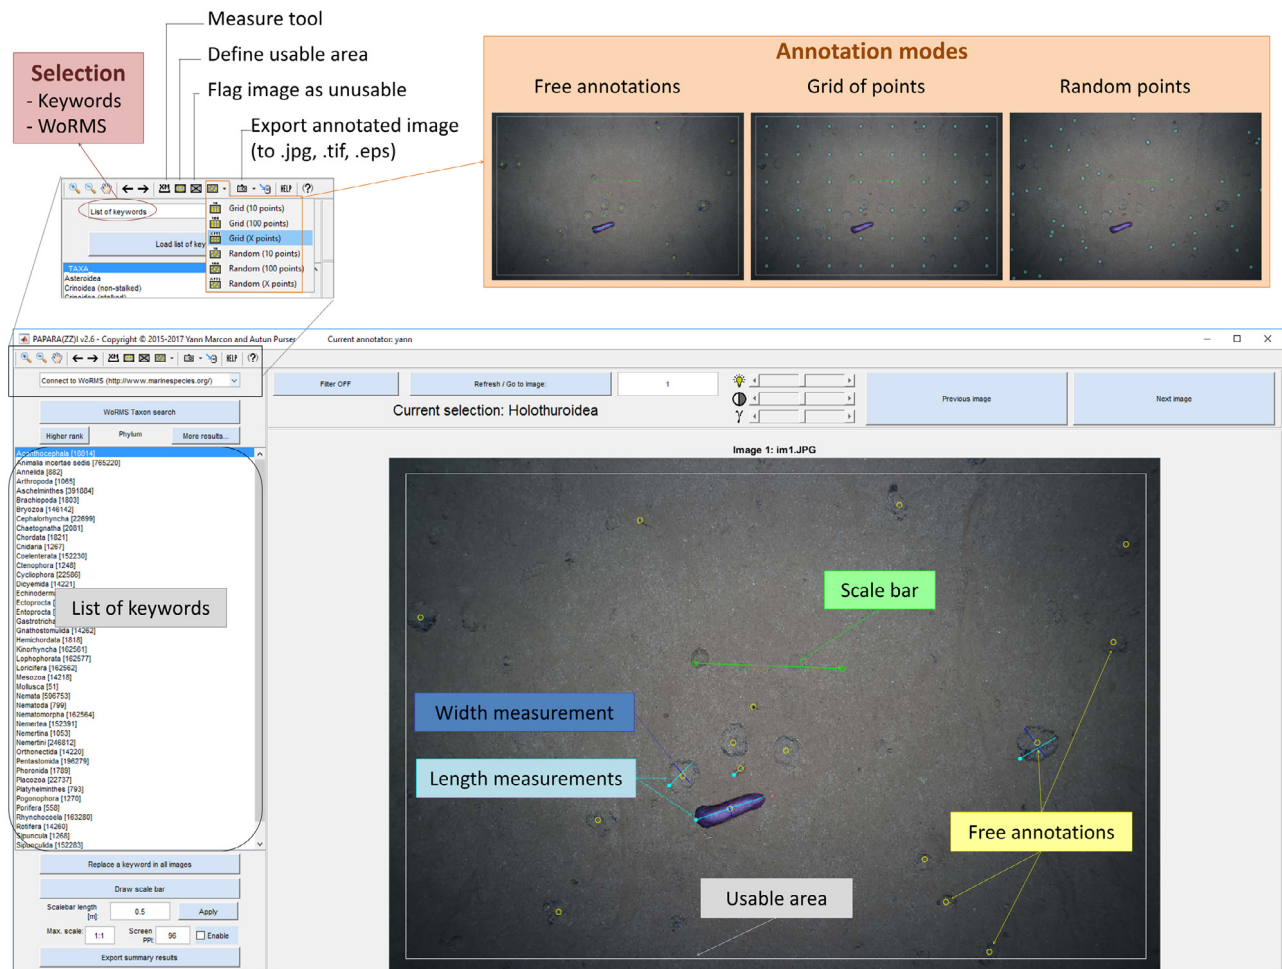 Measure tool
Define usable area
Flag image as unusable
Export annotated image
(to .jpg, .tif, .eps)
Selection
- Keywords
- WoRMS
Annotation modes
Free annotations
Grid of points
Random points
HELP
(?)
List of keywords
Load list of key
_TAXA_
Asteroidea
Crinoidea (non-stalked)
Crinoidea (stalked)
Grid (10 points)
Grid (100 points)
Grid (X points)
Random (10 points)
Random (100 points)
Random (X points)
PAPARA(ZZ)I v2.6 - Copyright © 2015-2017 Yann Marcon and Autun Purser
Current annotator: yann
HELP
(?)
Connect to WoRMS (http://www.marinespecies.org/)
WoRMS Taxon search
Higher rank
Phylum
More results...
Filter OFF
Refresh / Go to image:
1
Current selection: Holothuroidea
γ
Previous image
Next image
Image 1: im1.JPG
Acanthocephala [16814]
Animalia incertae sedis [765220]
Annelida [882]
Arthropoda [1065]
Aschelminthes [391884]
Brachiopoda [1803]
Bryozoa [146142]
Cephalorhyncha [22699]
Chaetognatha [2081]
Chordata [1821]
Cnidaria [1267]
Coelenterata [152230]
Ctenophora [1248]
Cycliophora [22586]
Dicyemida [14221]
Echinoderma
Ectoprocta [
Entoprocta [
Gastrotricha
Gnathostomulida [14262]
Hemichordata [1818]
Kinorhyncha [162561]
Lophophorata [162577]
Loricifera [162562]
Mesozoa [14218]
Mollusca [51]
Nemata [596753]
Nematoda [799]
Nematomorpha [162564]
Nemertea [152391]
Nemertina [1053]
Nemertini [246812]
Orthonectida [14220]
Pentastomida [196279]
Phoronida [1789]
Placozoa [22737]
Platyhelminthes [793]
Pogonophora [1270]
Porifera [558]
Rhynchocoela [163280]
Rotifera [14260]
Sipuncula [1268]
Sipunculida [152283]
List of keywords
Scale bar
Width measurement
Length measurements
Free annotations
Usable area
Replace a keyword in all images
Draw scale bar
Scalebar length
[m]:
0.5
Apply
Max. scale:
1:1
Screen
PPI:
96
Enable
Export summary results